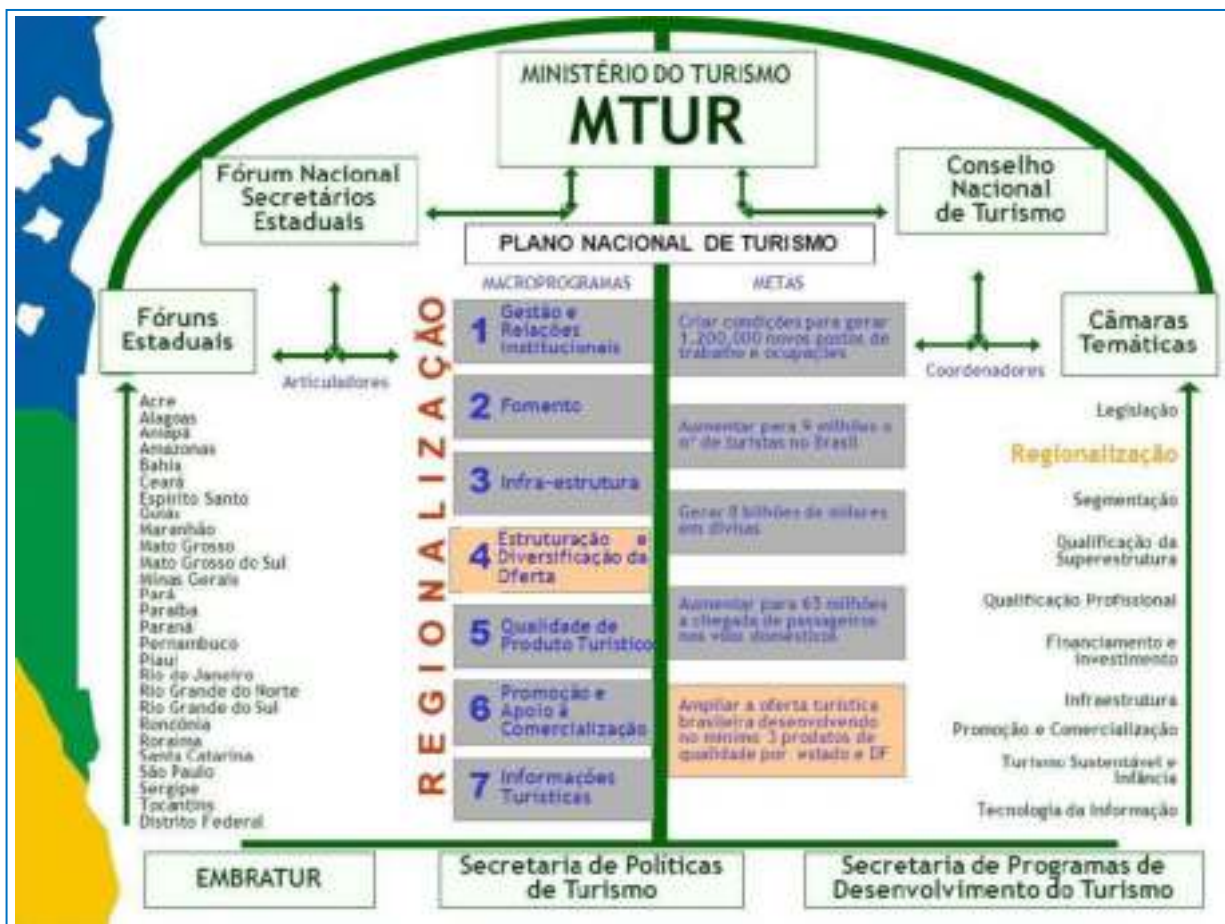 MINISTÉRIO DO TURISMO
MTUR
Fórum Nacional
Secretários
Estaduais
Conselho
Nacional
de Turismo
PLANO NACIONAL DE TURISMO
MACROPROGRAMAS
METAS
Fóruns
Estaduais
Articuladores
Acre
Alagoas
Amapá
Amazonas
Bahia
Ceará
Espírito Santo
Goiás
Maranhão
Mato Grosso
Mato Grosso do Sul
Minas Gerais
Pará
Paraíba
Paraná
Pernambuco
Piauí
Rio de Janeiro
Rio Grande do Norte
Rio Grande do Sul
Rondônia
Roraima
Santa Catarina
São Paulo
Sergipe
Tocantins
Distrito Federal
REGIONALIZAÇÃO
1 Gestão e
Relações
Institucionais
2 Fomento
3 Infra-estrutura
4 Estruturação e
Diversificação da
Oferta
5 Qualidade de
Produto Turístico
6 Promoção e
Apoio à
Comercialização
7 Informações
Turísticas
Criar condições para gerar
1.200,000 novos postos de
trabalho e ocupações
Aumentar para 9 milhões o
nº de turistas no Brasil
Gerar 8 bilhões de dólares
em divisas
Aumentar para 65 milhões
a chegada de passageiros
nos vôos domésticos
Ampliar a oferta turística
brasileira desenvolvendo
no mínimo 3 produtos de
qualidade por estado e DF
Câmaras
Temáticas
Coordenadores
Legislação
Regionalização
Segmentação
Qualificação da
Superestrutura
Qualificação Profissional
Financiamento e
investimento
Infraestrutura
Promoção e Comercialização
Turismo Sustentável e
Infância
Tecnologia da Informação
EMBRATUR
Secretaria de Políticas
de Turismo
Secretaria de Programas de
Desenvolvimento do Turismo